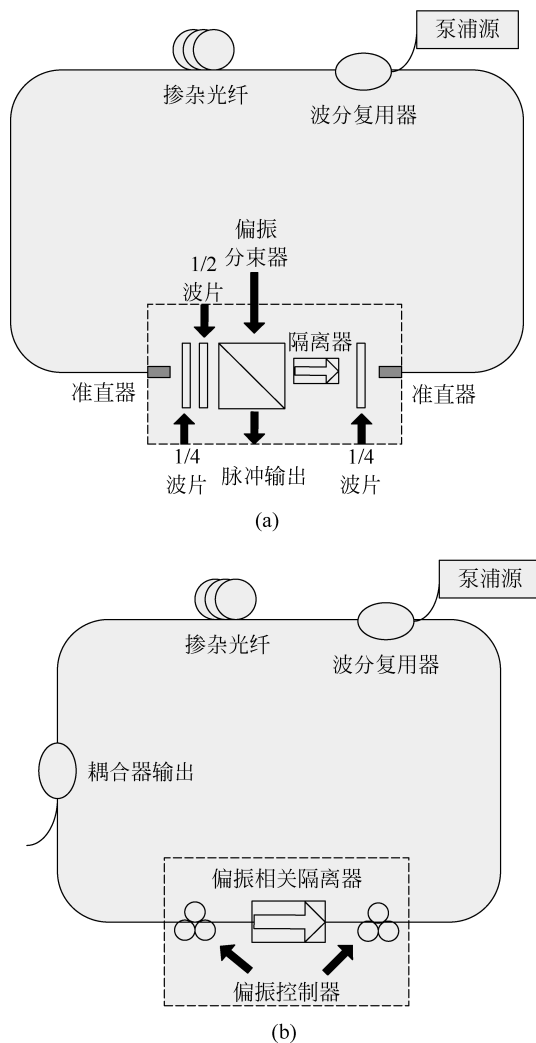 泵浦源
掺杂光纤
波分复用器
偏振
分束器
1/2
波片
隔离器
准直器
准直器
1/4
波片
脉冲输出
1/4
波片
(a)
泵浦源
掺杂光纤
波分复用器
耦合器输出
偏振相关隔离器
偏振控制器
(b)